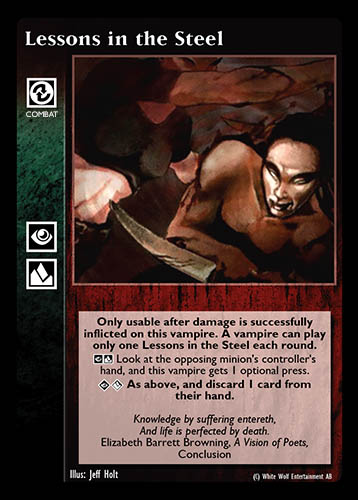 Lessons in the Steel
COMBAT
Only usable after damage is successfully
inflicted on this vampire. A vampire can play
only one Lessons in the Steel each round.
Look at the opposing minion's controller's
hand, and this vampire gets 1 optional press.
As above, and discard 1 card from
their hand.
Knowledge by suffering entereth,
And life is perfected by death.
Elizabeth Barrett Browning, A Vision of Poets,
Conclusion
Illus: Jeff Holt
(C) White Wolf Entertainment AB